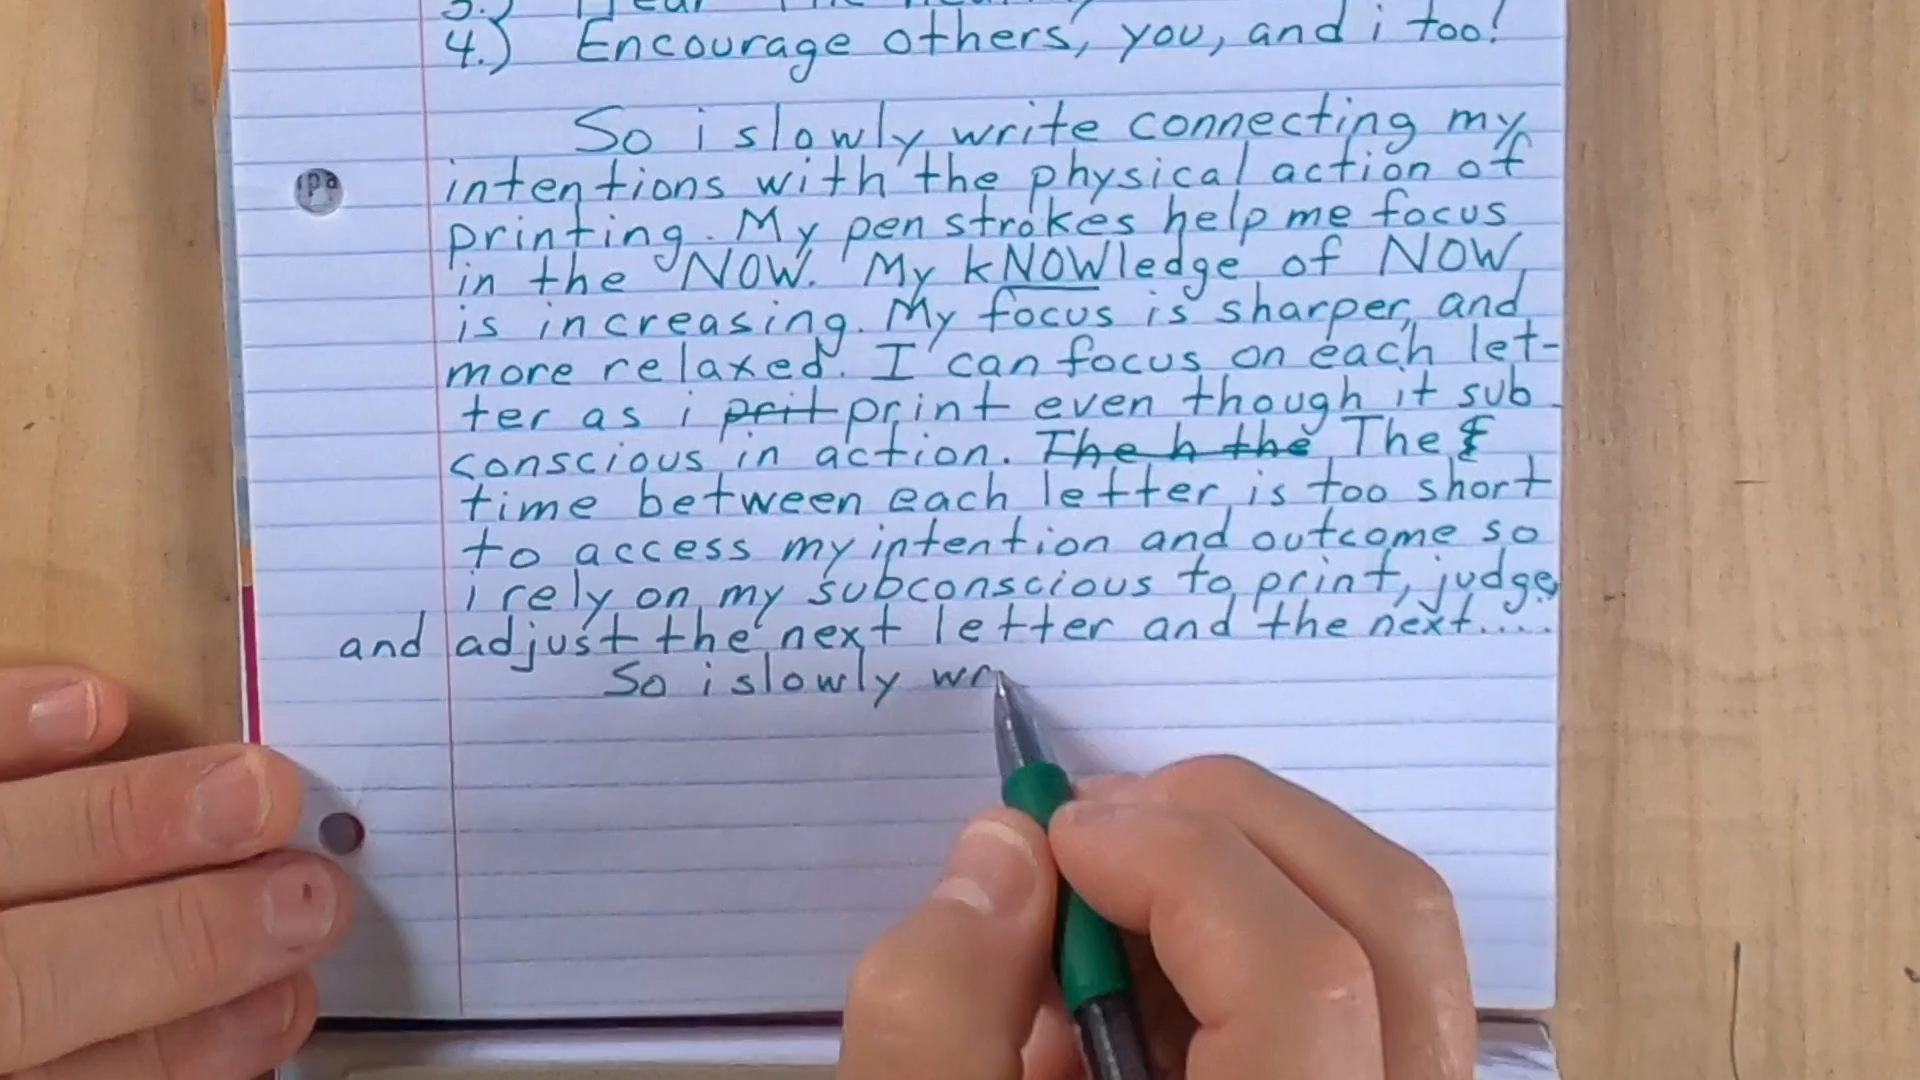 4.) Encourage others, you, and i too!
So i slowly write connecting my
intentions with the physical action of
printing. My pen strokes help me focus
in the NOW. My kNOWledge of NOW
is increasing. My focus is sharper, and
more relaxed. I can focus on each let-
ter as i prit print even though it sub
conscious in action. The h the The
time between each letter is too short
to access my intention and outcome so
i rely on my subconscious to print, judge
and adjust the next letter and the next....
So i slowly wr